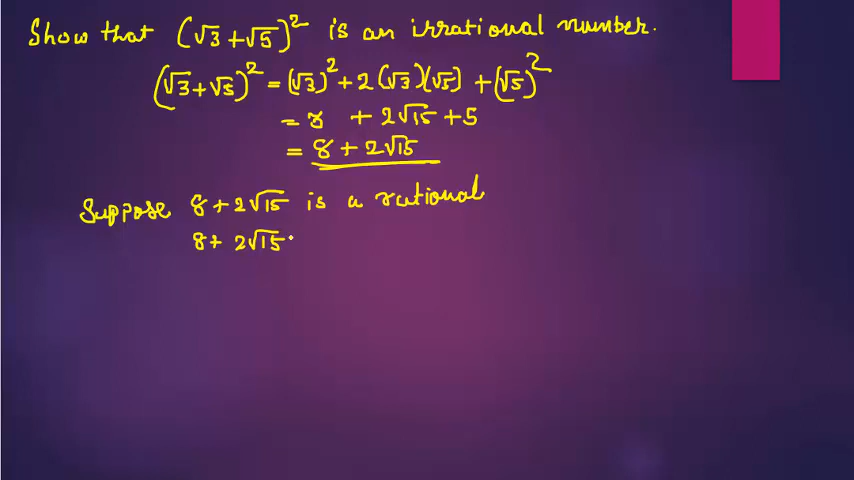 Show that (√3 + √5)² is an irrational number.
(√3 + √5)² = (√3)² + 2(√3)(√5) + (√5)²
= 3 + 2√15 + 5
= 8 + 2√15
Suppose 8 + 2√15 is a rational
8 + 2√15